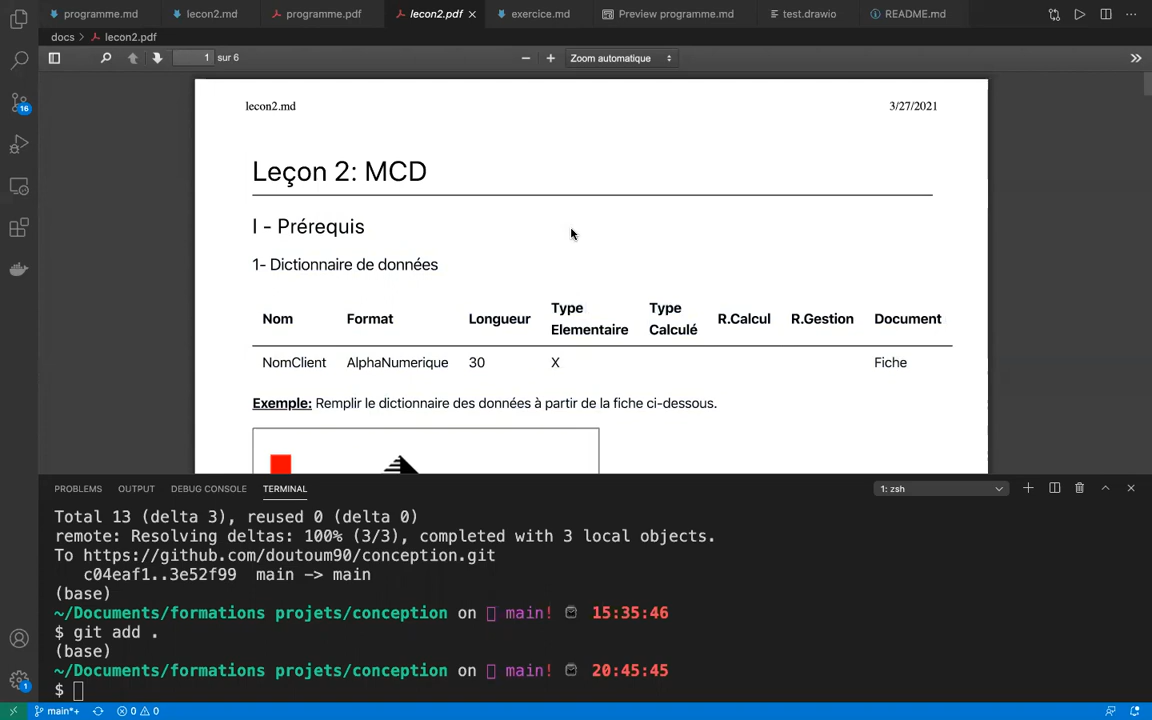 programme.md lecon2.md programme.pdf lecon2.pdf exercice.md Preview programme.md test.drawio README.md
docs > lecon2.pdf
1 sur 6 Zoom automatique
lecon2.md 3/27/2021
Leçon 2: MCD
I - Prérequis
1- Dictionnaire de données
Nom Format Longueur Type Elementaire Type Calculé R.Calcul R.Gestion Document
NomClient AlphaNumerique 30 X Fiche
Exemple: Remplir le dictionnaire des données à partir de la fiche ci-dessous.
16
PROBLEMS OUTPUT DEBUG CONSOLE TERMINAL 1: zsh
Total 13 (delta 3), reused 0 (delta 0)
remote: Resolving deltas: 100% (3/3), completed with 3 local objects.
To https://github.com/doutoum90/conception.git
c04eaf1..3e52f99 main -> main
(base)
~/Documents/formations projets/conception on main! 15:35:46
$ git add .
(base)
~/Documents/formations projets/conception on main! 20:45:45
$
1
main*+ 0 0